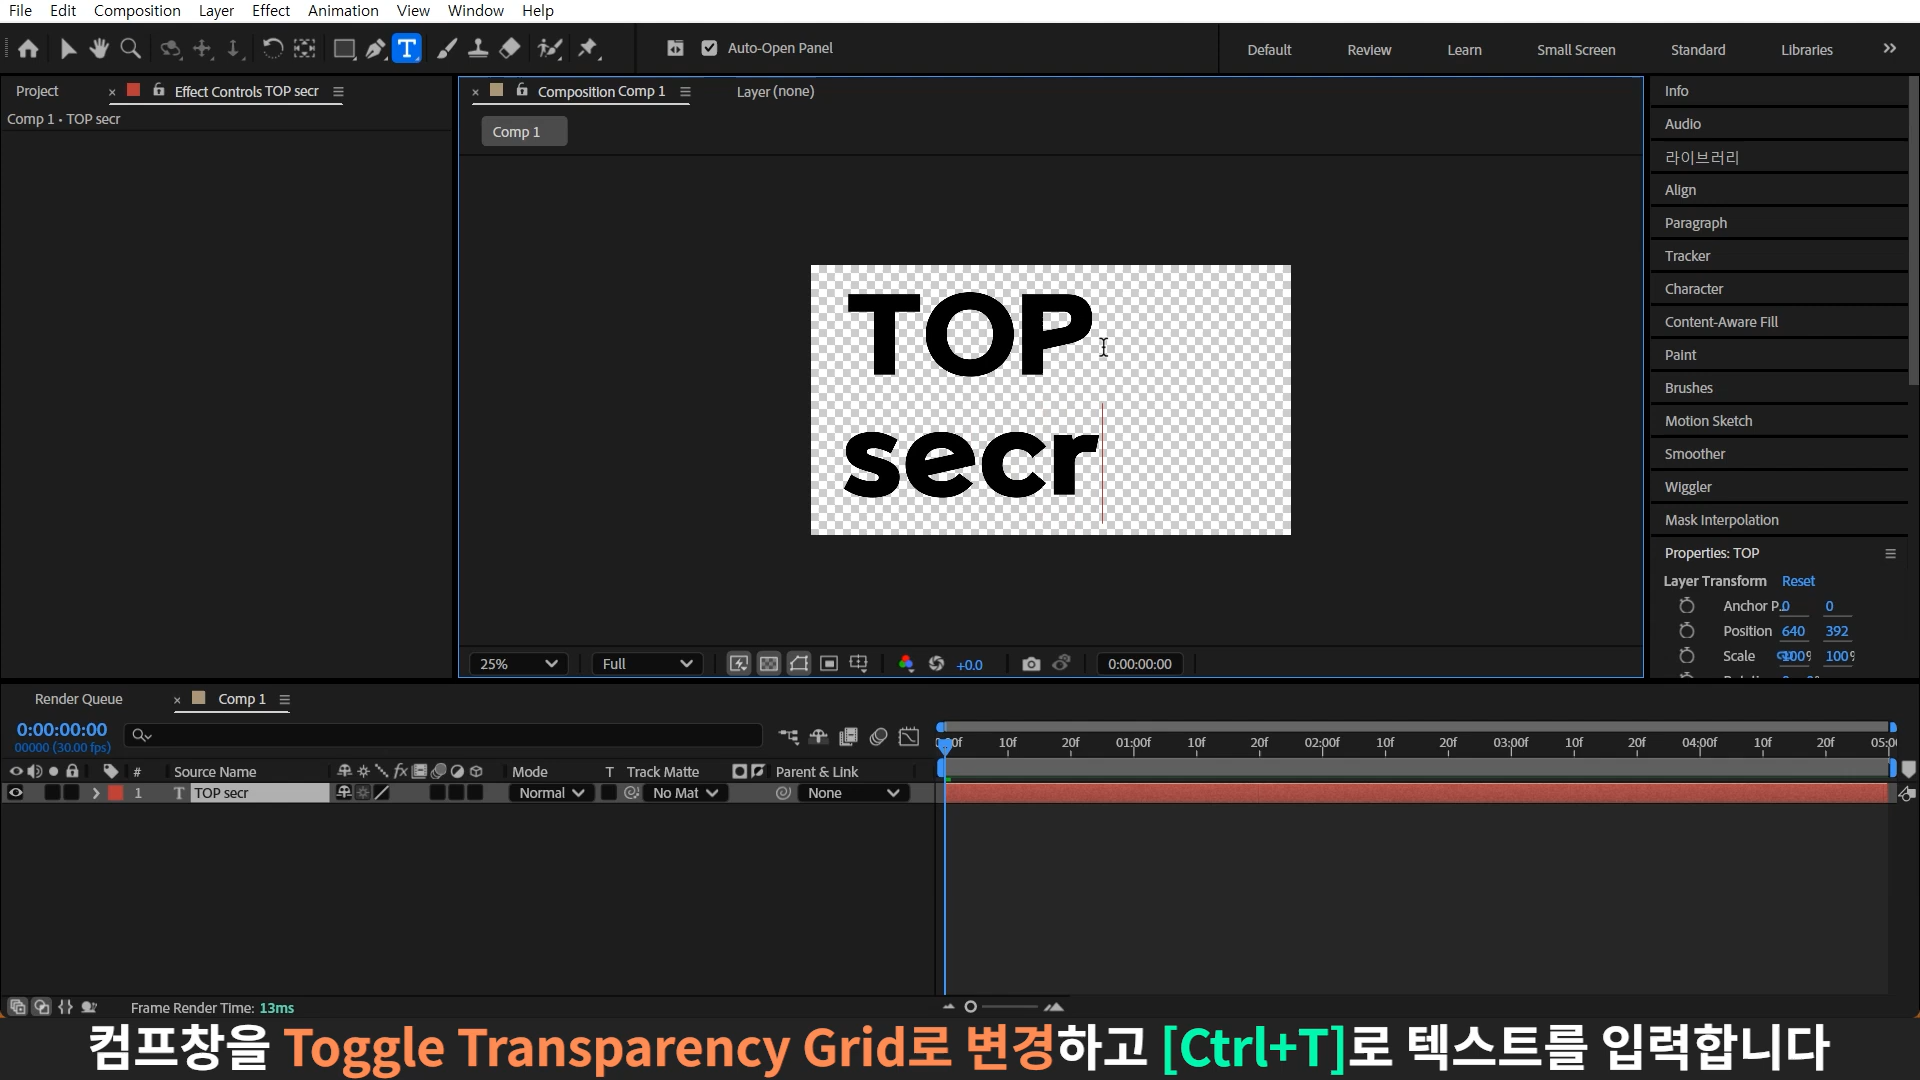 File Edit Composition Layer Effect Animation View Window Help
T Auto-Open Panel Default Review Learn Small Screen Standard Libraries
Project × Effect Controls TOP secr × Composition Comp 1 Layer (none) Info
Comp 1 • TOP secr
Comp 1
Audio
라이브러리
Align
Paragraph
Tracker
Character
Content-Aware Fill
Paint
Brushes
Motion Sketch
Smoother
Wiggler
Mask Interpolation
TOP
secr
Properties: TOP
Layer Transform Reset
Anchor P.. 0 0
Position 640 392
Scale 100% 100%
25% Full +0.0 0:00:00:00
Render Queue × Comp 1
0:00:00:00
00000 (30.00 fps)
10f 20f 01:00f 10f 20f 02:00f 10f 20f 03:00f 10f 20f 04:00f 10f 20f 05:00
# Source Name fx Mode T Track Matte Parent & Link
1 T TOP secr Normal No Mat None
Frame Render Time: 13ms
컴프창을 Toggle Transparency Grid로 변경하고 [Ctrl+T]로 텍스트를 입력합니다